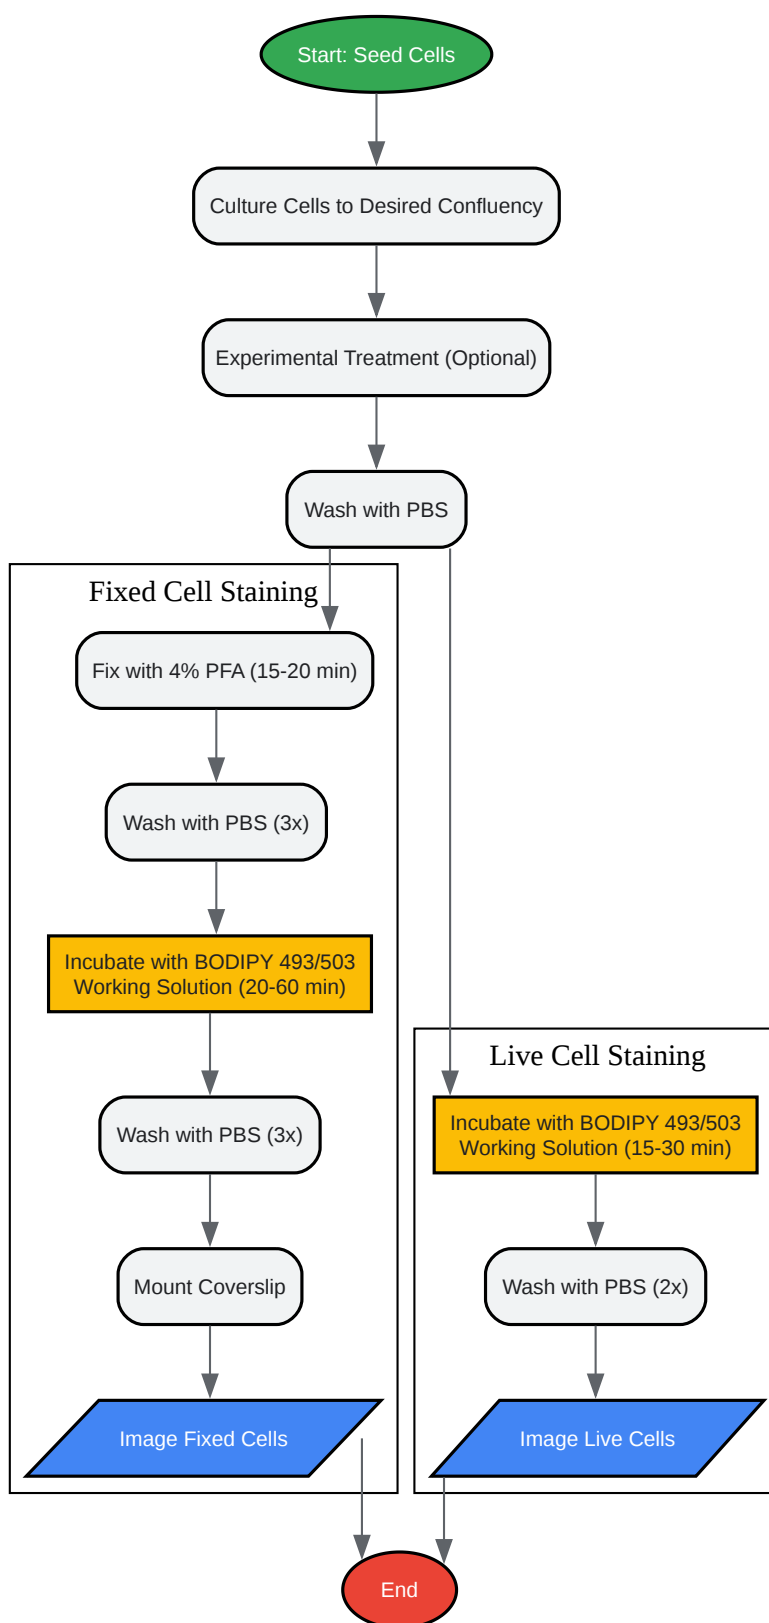 Start: Seed Cells
Culture Cells to Desired Confluency
Experimental Treatment (Optional)
Wash with PBS
Fixed Cell Staining
Fix with 4% PFA (15-20 min)
Wash with PBS (3x)
Incubate with BODIPY 493/503
Working Solution (20-60 min)
Wash with PBS (3x)
Mount Coverslip
Image Fixed Cells
Live Cell Staining
Incubate with BODIPY 493/503
Working Solution (15-30 min)
Wash with PBS (2x)
Image Live Cells
End